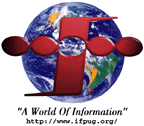 "A World Of Information"
http://www.ifpug.org/